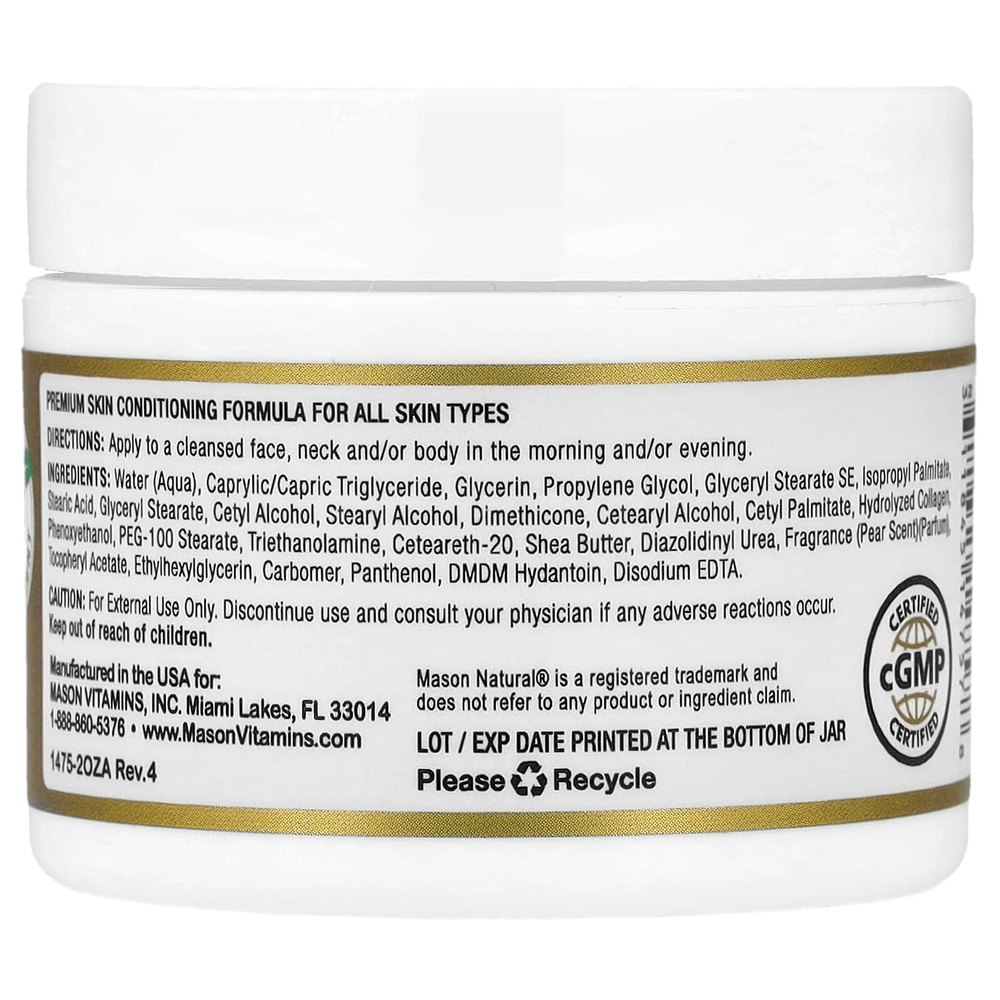 PREMIUM SKIN CONDITIONING FORMULA FOR ALL SKIN TYPES
DIRECTIONS: Apply to a cleansed face, neck and/or body in the morning and/or evening.
INGREDIENTS: Water (Aqua), Caprylic/Capric Triglyceride, Glycerin, Propylene Glycol, Glyceryl Stearate SE, Isopropyl Palmitate,
Stearic Acid, Glyceryl Stearate, Cetyl Alcohol, Stearyl Alcohol, Dimethicone, Cetearyl Alcohol, Cetyl Palmitate, Hydrolyzed Collagen,
Phenoxyethanol, PEG-100 Stearate, Triethanolamine, Ceteareth-20, Shea Butter, Diazolidinyl Urea, Fragrance (Pear Scent)(Parfum),
Tocopheryl Acetate, Ethylhexylglycerin, Carbomer, Panthenol, DMDM Hydantoin, Disodium EDTA.
CAUTION: For External Use Only. Discontinue use and consult your physician if any adverse reactions occur.
Keep out of reach of children.
Manufactured in the USA for:
MASON VITAMINS, INC. Miami Lakes, FL 33014
1-888-860-5376 • www.MasonVitamins.com
1475-2OZA Rev.4
Mason Natural® is a registered trademark and
does not refer to any product or ingredient claim.
LOT / EXP DATE PRINTED AT THE BOTTOM OF JAR
Please Recycle
CERTIFIED
cGMP
CERTIFIED